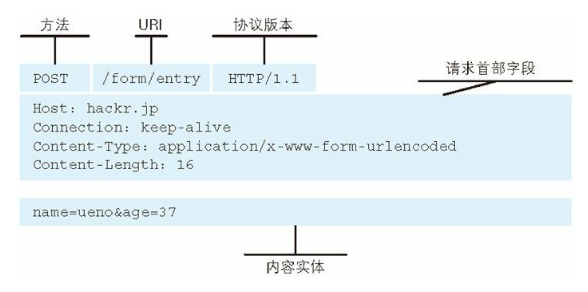 方法 URI 协议版本
请求首部字段
POST /form/entry HTTP/1.1
Host: hackr.jp
Connection: keep-alive
Content-Type: application/x-www-form-urlencoded
Content-Length: 16
name=ueno&age=37
内容实体